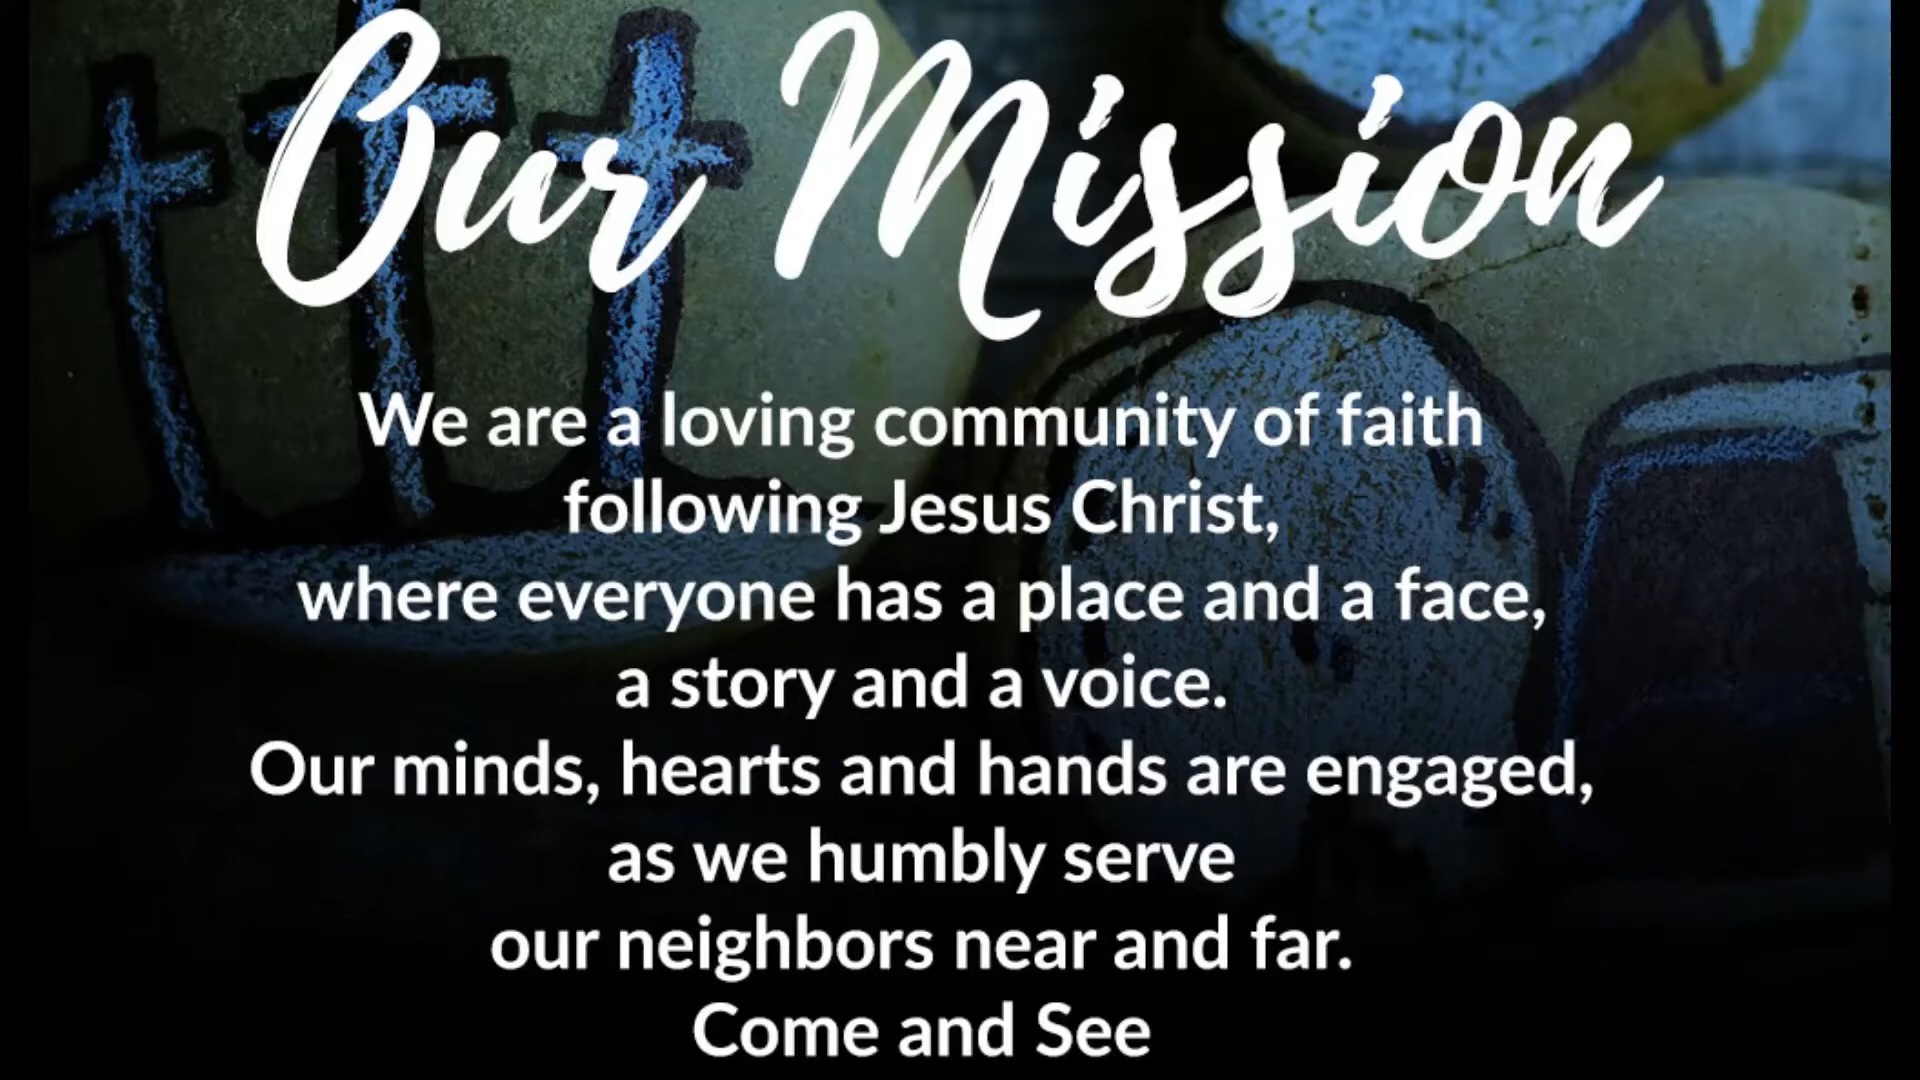 Our Mission
We are a loving community of faith
following Jesus Christ,
where everyone has a place and a face,
a story and a voice.
Our minds, hearts and hands are engaged,
as we humbly serve
our neighbors near and far.
Come and See